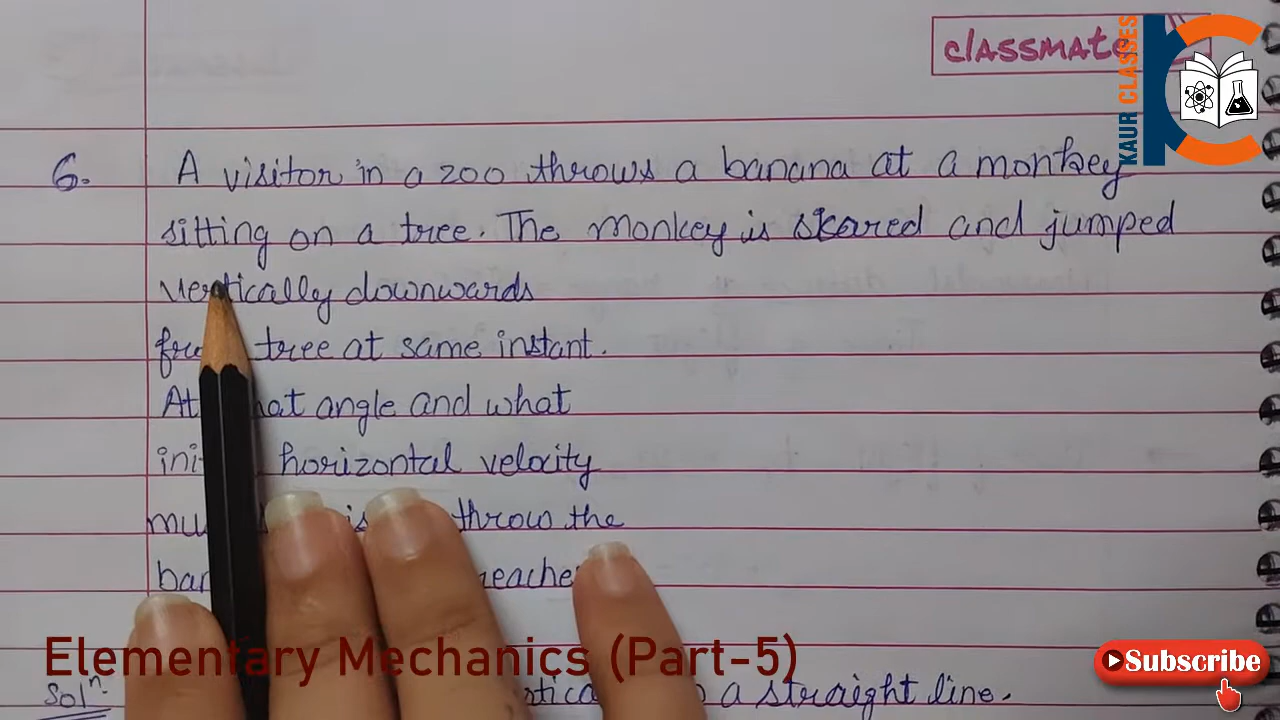 classmate
KAUR CLASSES
6. A visitor in a zoo throws a banana at a monkey
sitting on a tree. The monkey is skared and jumped
vertically downwards
tree at same instant.
At angle and what
horizontal velocity
throw the
Elementary Mechanics (Part-5)
Subscribe
Solⁿ. a straight line.